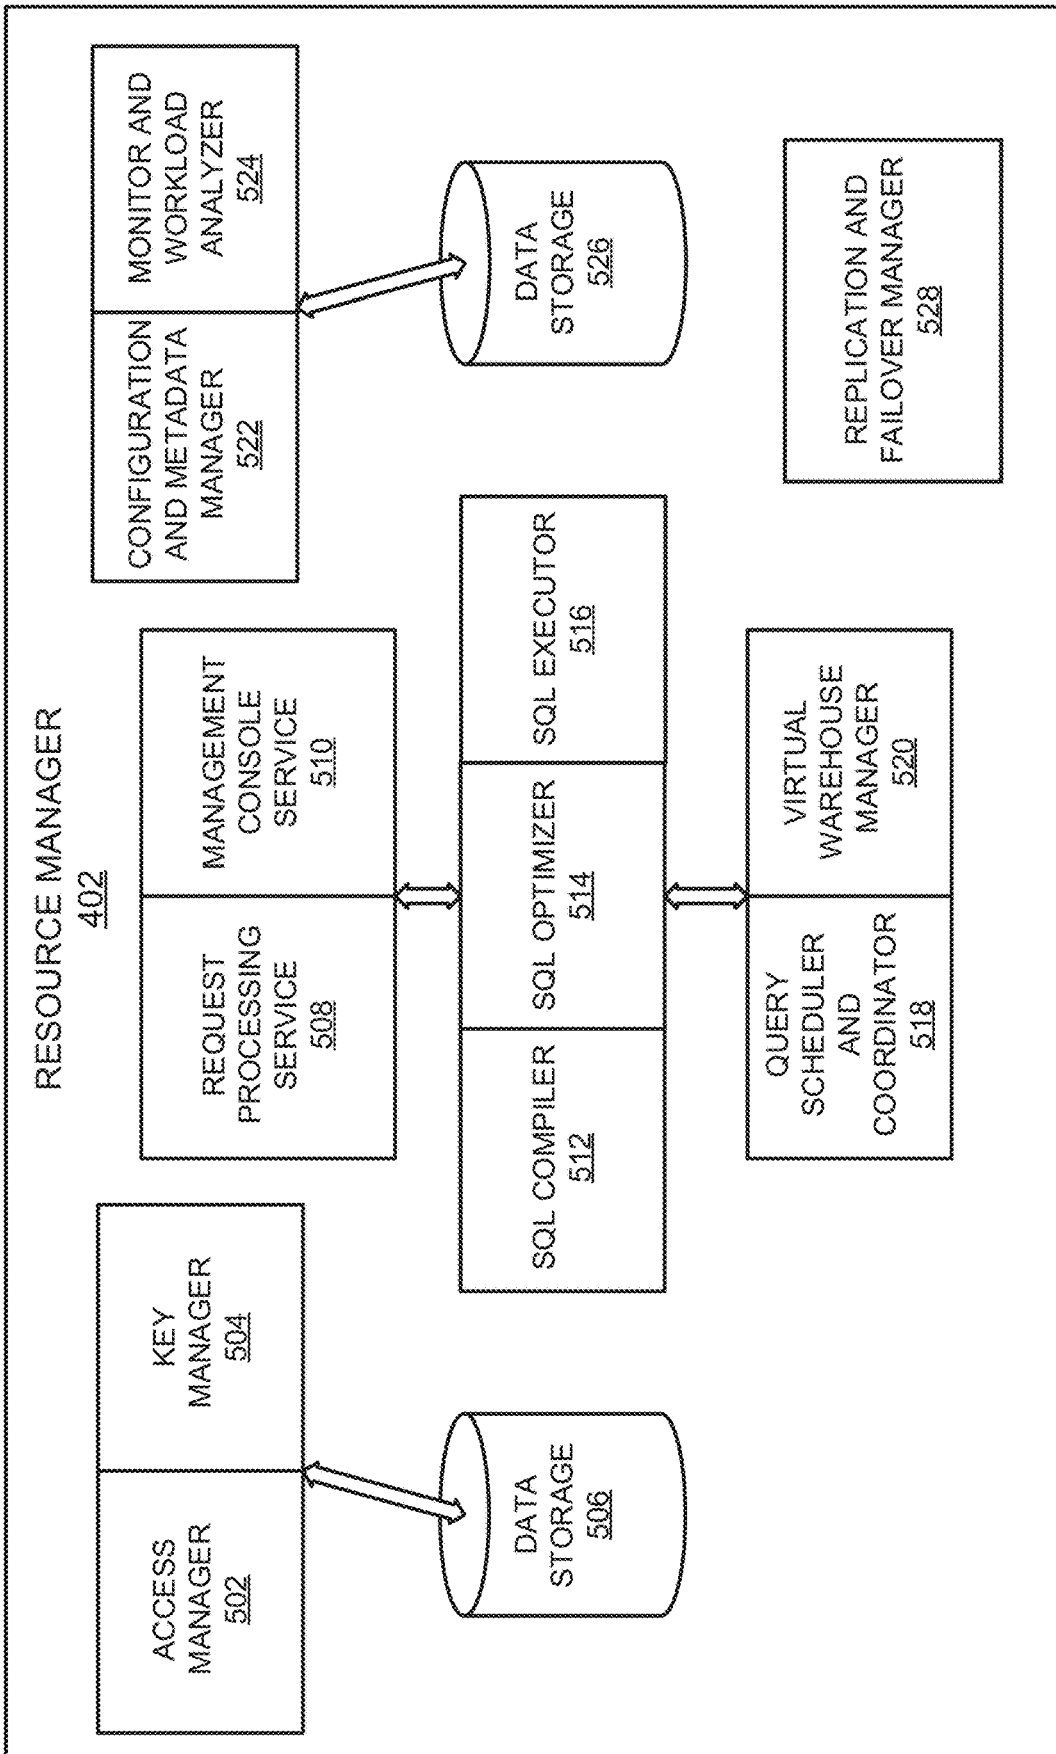 RESOURCE MANAGER
402
ACCESS
MANAGER
502
KEY
MANAGER
504
DATA
STORAGE
506
REQUEST
PROCESSING
SERVICE
508
MANAGEMENT
CONSOLE
SERVICE
510
SQL COMPILER
512
SQL OPTIMIZER
514
SQL EXECUTOR
516
QUERY
SCHEDULER
AND
COORDINATOR
518
VIRTUAL
WAREHOUSE
MANAGER
520
CONFIGURATION
AND METADATA
MANAGER
522
MONITOR AND
WORKLOAD
ANALYZER
524
DATA
STORAGE
526
REPLICATION AND
FAILOVER MANAGER
528